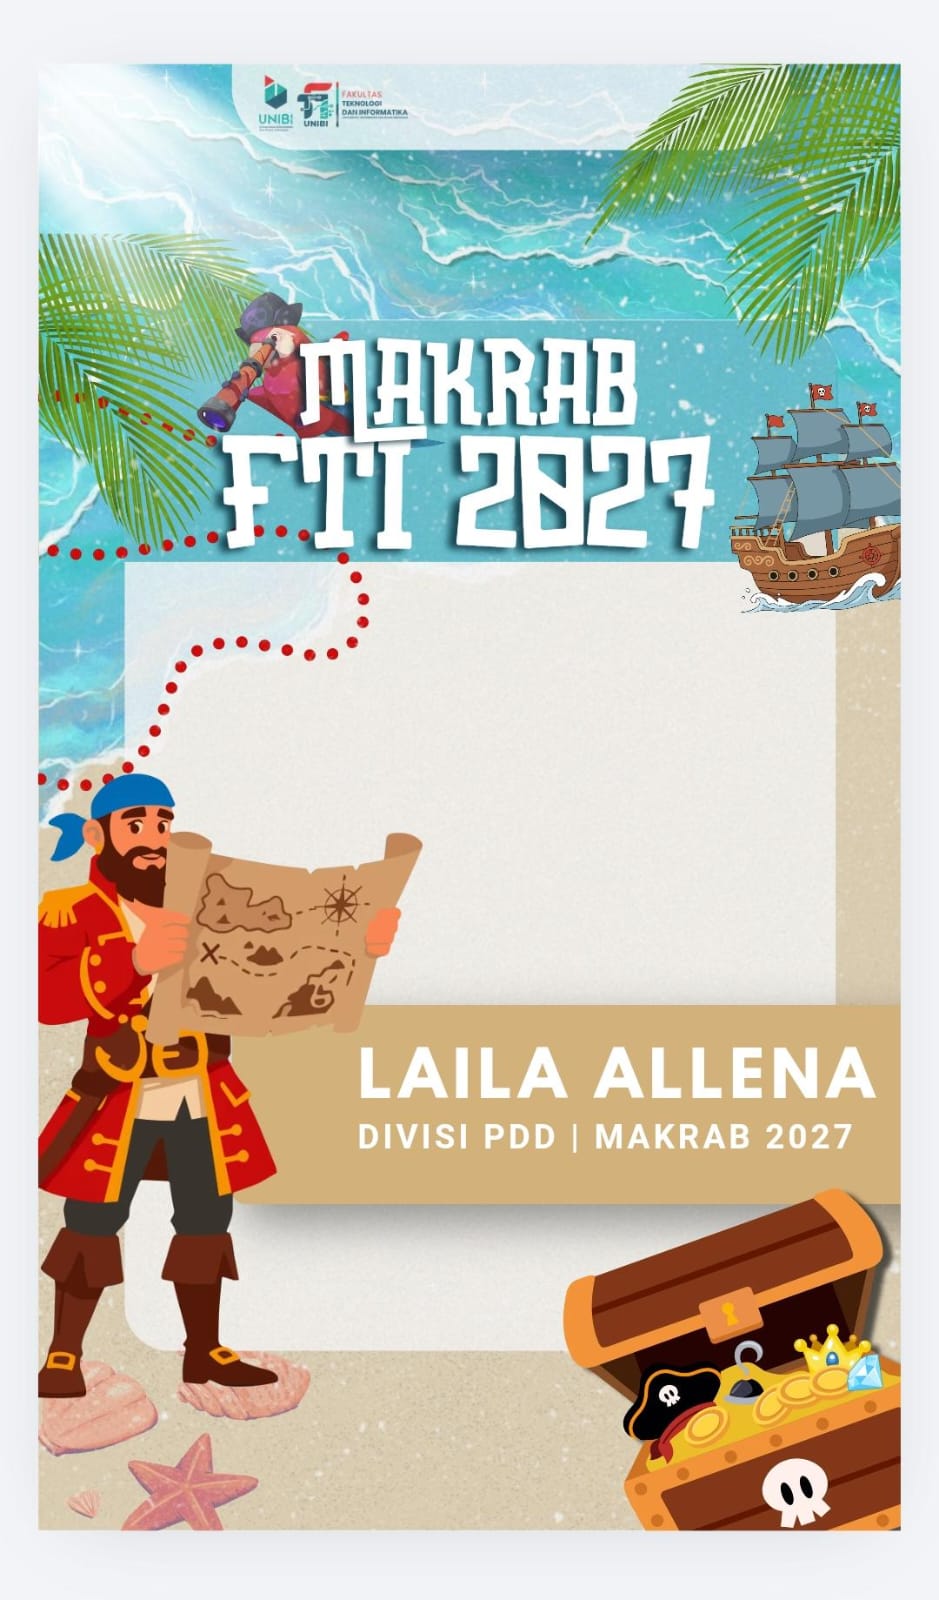 UNIBI
UNIBI
FAKULTAS
TEKNOLOGI
DAN INFORMATIKA
MAKRAB
FTI 2027
LAILA ALLENA
DIVISI PDD | MAKRAB 2027